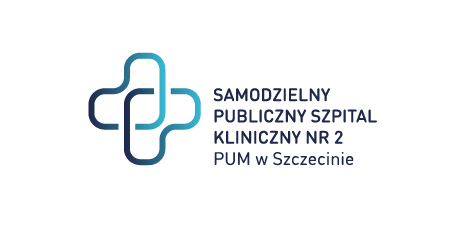 SAMODZIELNY
PUBLICZNY SZPITAL
KLINICZNY NR 2
PUM w Szczecinie